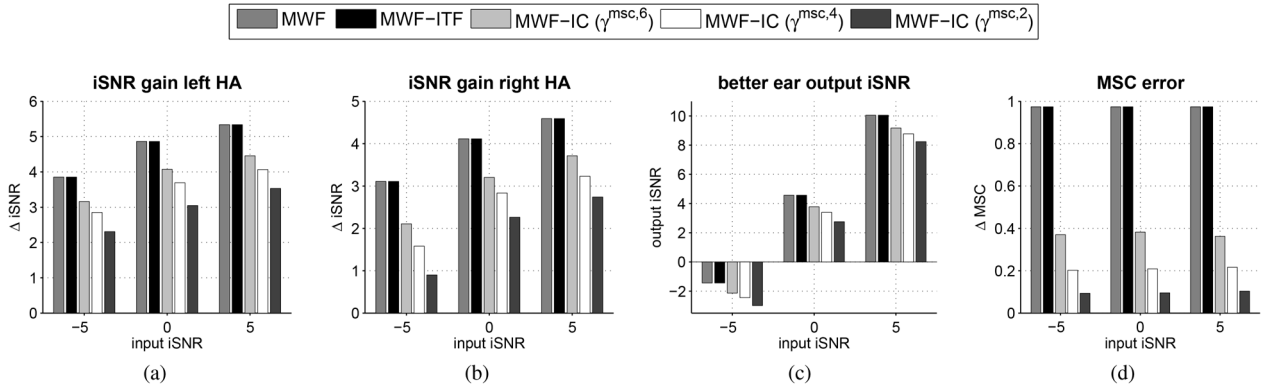 MWF MWF−ITF MWF−IC (γ^msc,6) MWF−IC (γ^msc,4) MWF−IC (γ^msc,2)
iSNR gain left HA
6
5
4
3
2
1
0
Δ iSNR
−5 0 5
input iSNR
(a)
iSNR gain right HA
5
4
3
2
1
0
Δ iSNR
−5 0 5
input iSNR
(b)
better ear output iSNR
10
8
6
4
2
0
−2
output iSNR
−5 0 5
input iSNR
(c)
MSC error
1
0.8
0.6
0.4
0.2
0
Δ MSC
−5 0 5
input iSNR
(d)